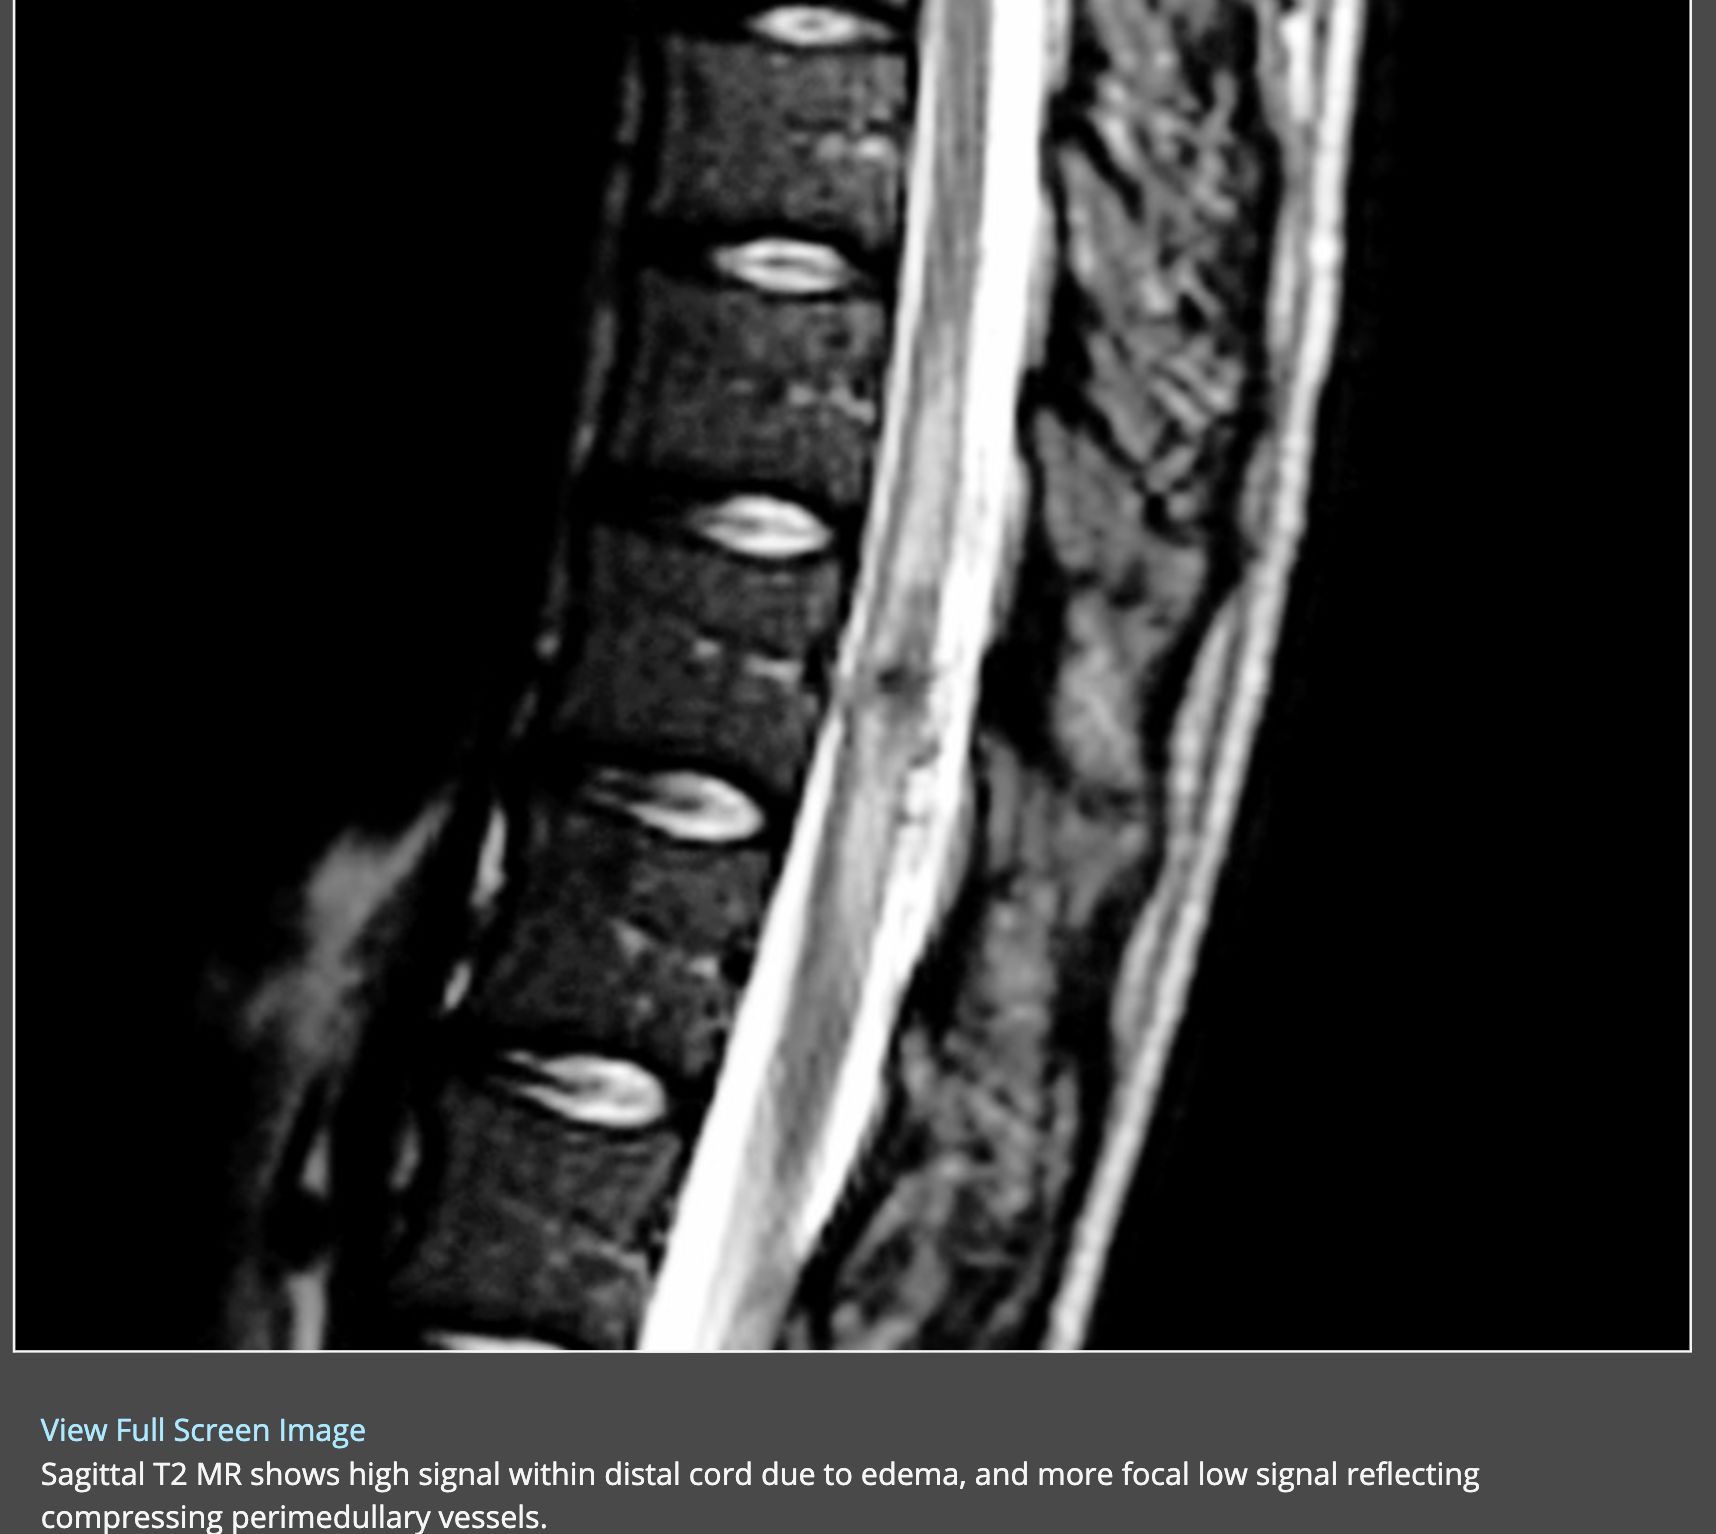 View Full Screen Image
Sagittal T2 MR shows high signal within distal cord due to edema, and more focal low signal reflecting
compressing perimedullary vessels.